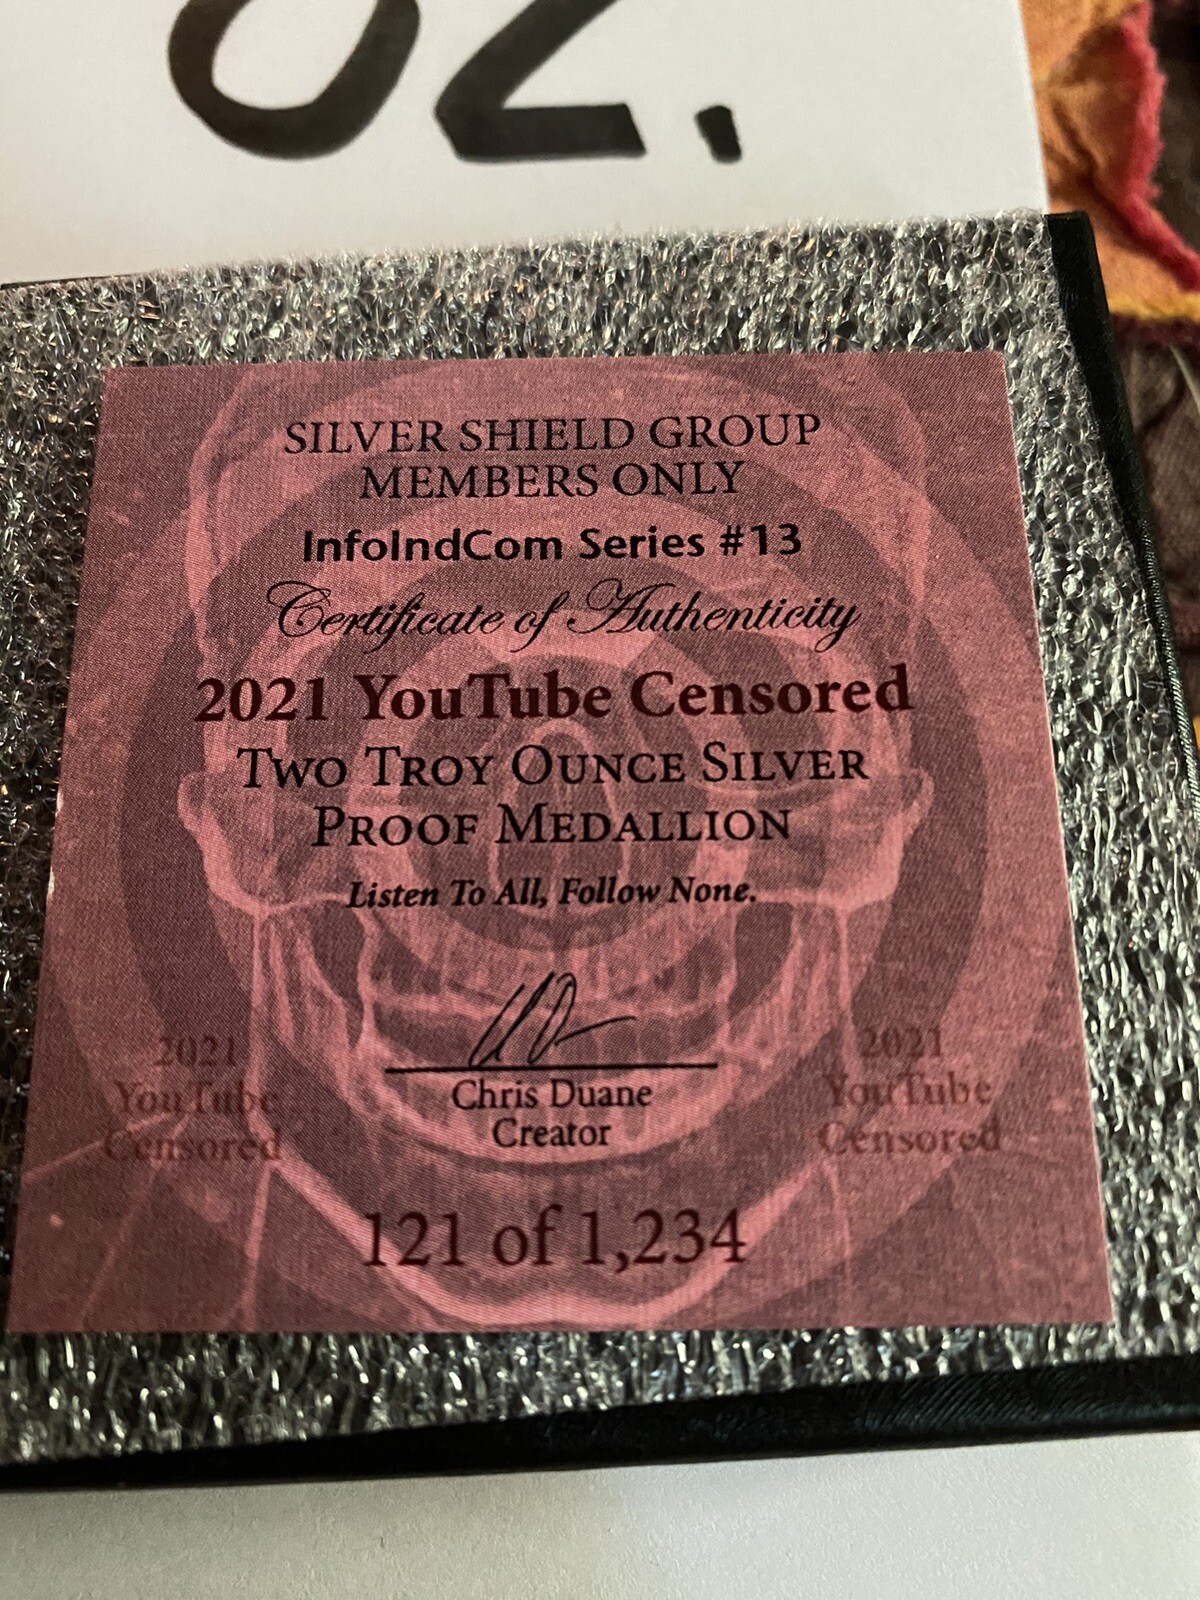 02.
SILVER SHIELD GROUP
MEMBERS ONLY
InfoIndCom Series #13
Certificate of Authenticity
2021 YouTube Censored
TWO TROY OUNCE SILVER
PROOF MEDALLION
Listen To All, Follow None.
Chris Duane
Creator
2021
YouTube
Censored
2021
YouTube
Censored
121 of 1,234